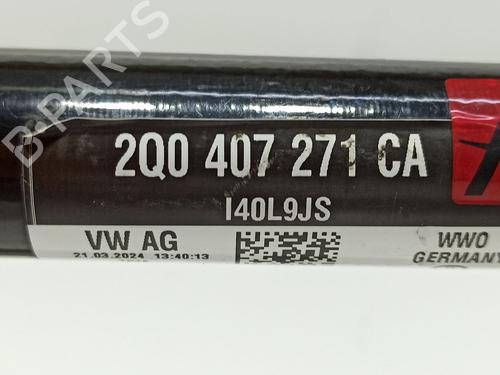 B PARTS
2Q0 407 271 CA
I40L9JS
VW AG
21.03.2024 13:40:13
WWO
GERMANY